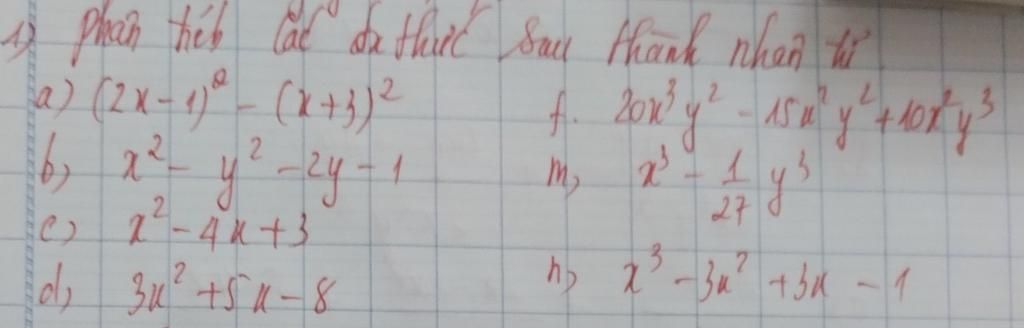 1) Phân tích các đa thức sau thành nhân tử
a) (2x-1)² - (x+3)²
b) x² - y² - 2y - 1
c) x² - 4x + 3
d) 3x² + 5x - 8
f. 20x³y² - 15x²y² + 10x²y³
m) x³ - 1/27 y³
n) x³ - 3x² + 3x - 1